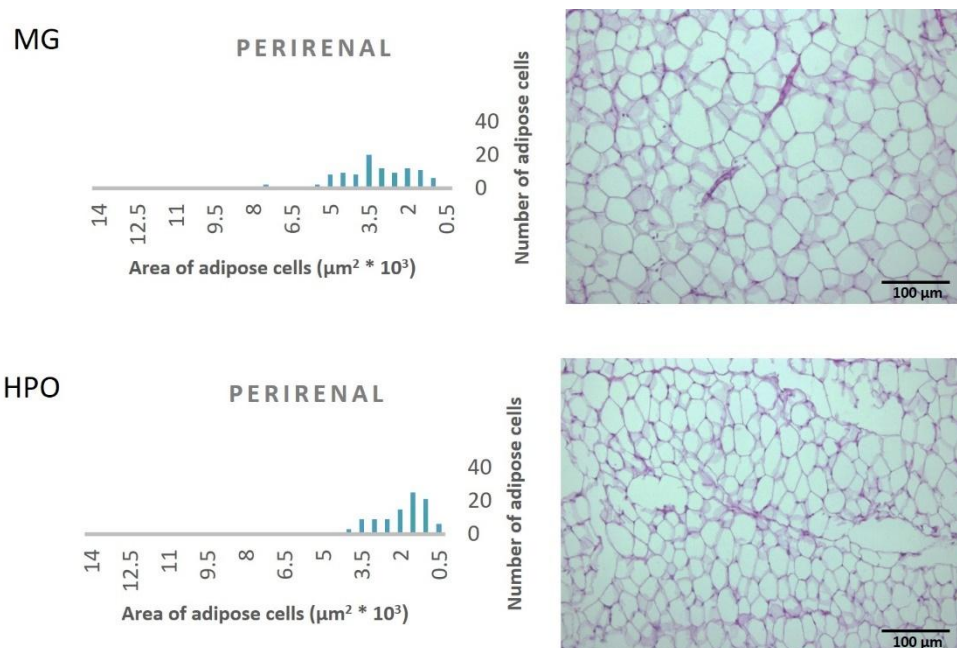 MG
PERIRENAL
40
20
0
Number of adipose cells
14
12.5
11
9.5
8
6.5
5
3.5
2
0.5
Area of adipose cells (µm² * 10³)
100 µm
HPO
PERIRENAL
40
20
0
Number of adipose cells
14
12.5
11
9.5
8
6.5
5
3.5
2
0.5
Area of adipose cells (µm² * 10³)
100 µm